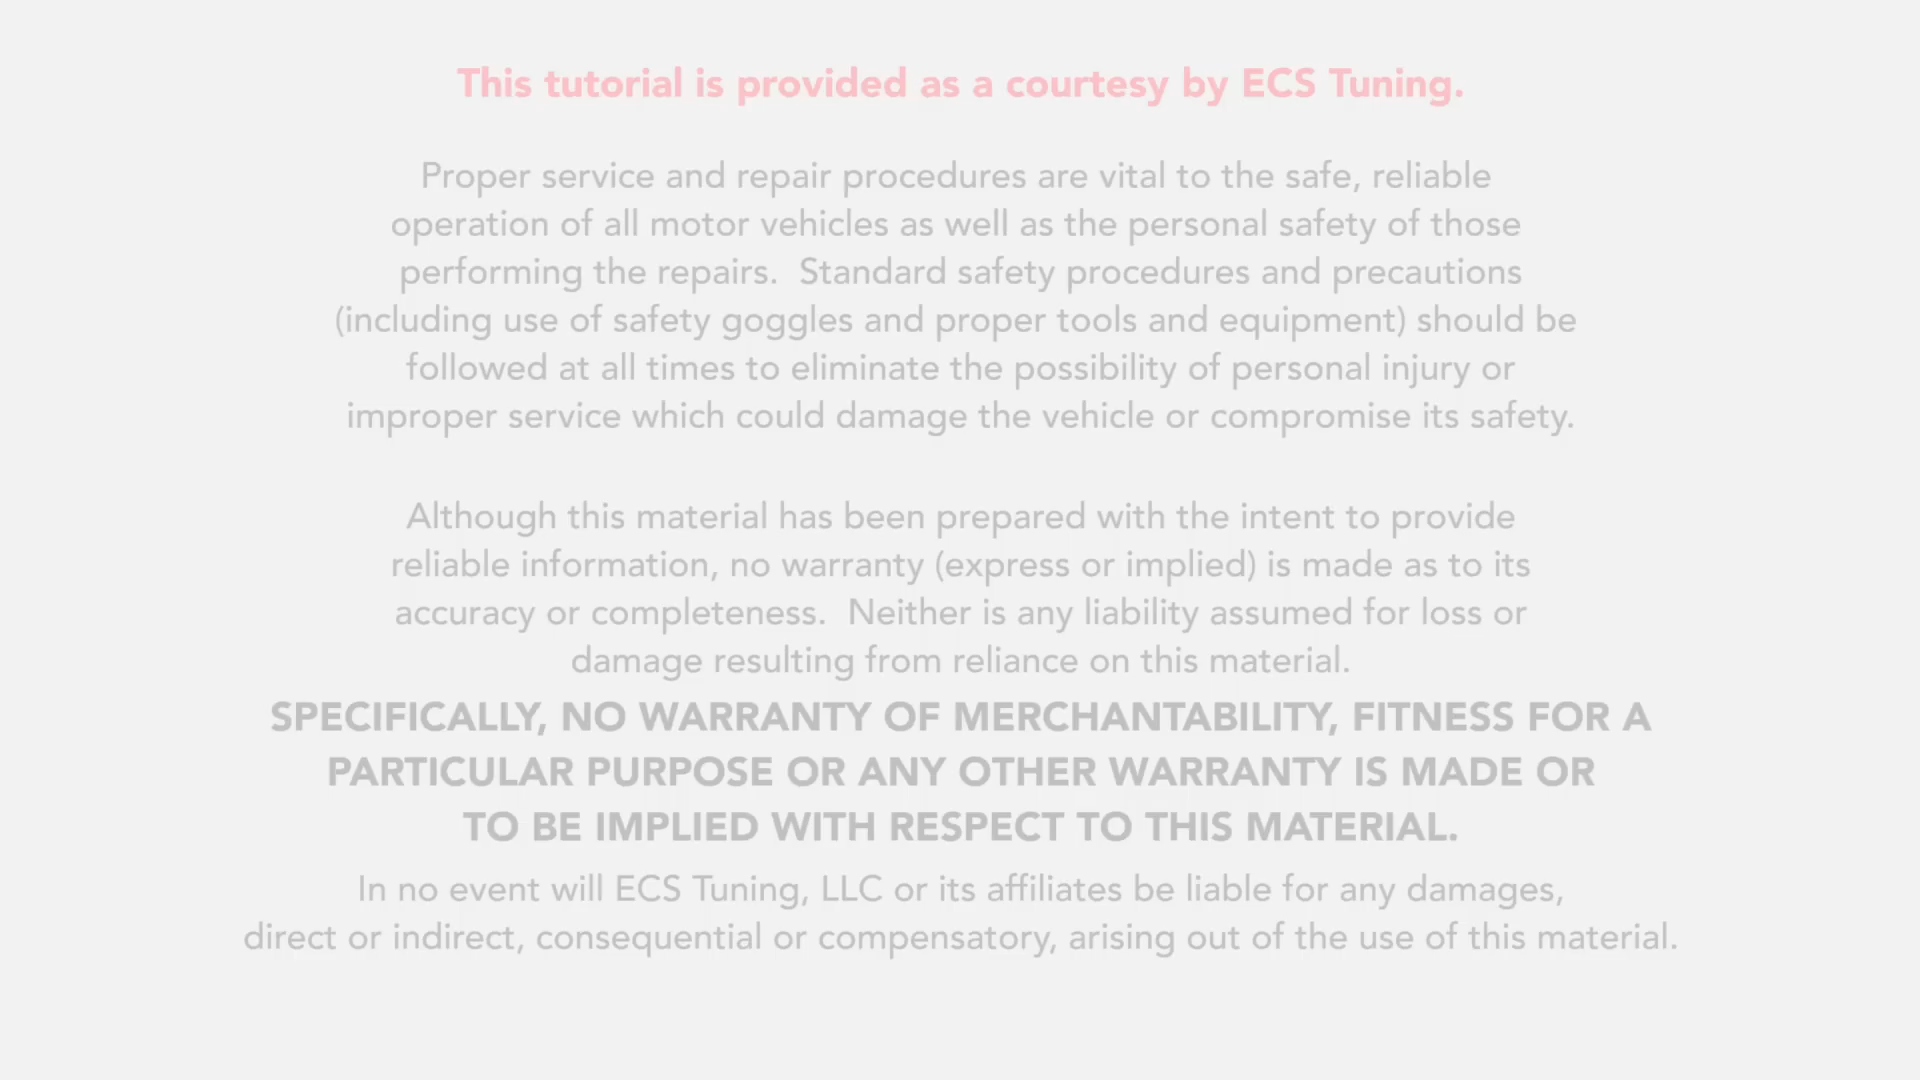 This tutorial is provided as a courtesy by ECS Tuning.
Proper service and repair procedures are vital to the safe, reliable
operation of all motor vehicles as well as the personal safety of those
performing the repairs.  Standard safety procedures and precautions
(including use of safety goggles and proper tools and equipment) should be
followed at all times to eliminate the possibility of personal injury or
improper service which could damage the vehicle or compromise its safety.
Although this material has been prepared with the intent to provide
reliable information, no warranty (express or implied) is made as to its
accuracy or completeness.  Neither is any liability assumed for loss or
damage resulting from reliance on this material.
SPECIFICALLY, NO WARRANTY OF MERCHANTABILITY, FITNESS FOR A
PARTICULAR PURPOSE OR ANY OTHER WARRANTY IS MADE OR
TO BE IMPLIED WITH RESPECT TO THIS MATERIAL.
In no event will ECS Tuning, LLC or its affiliates be liable for any damages,
direct or indirect, consequential or compensatory, arising out of the use of this material.